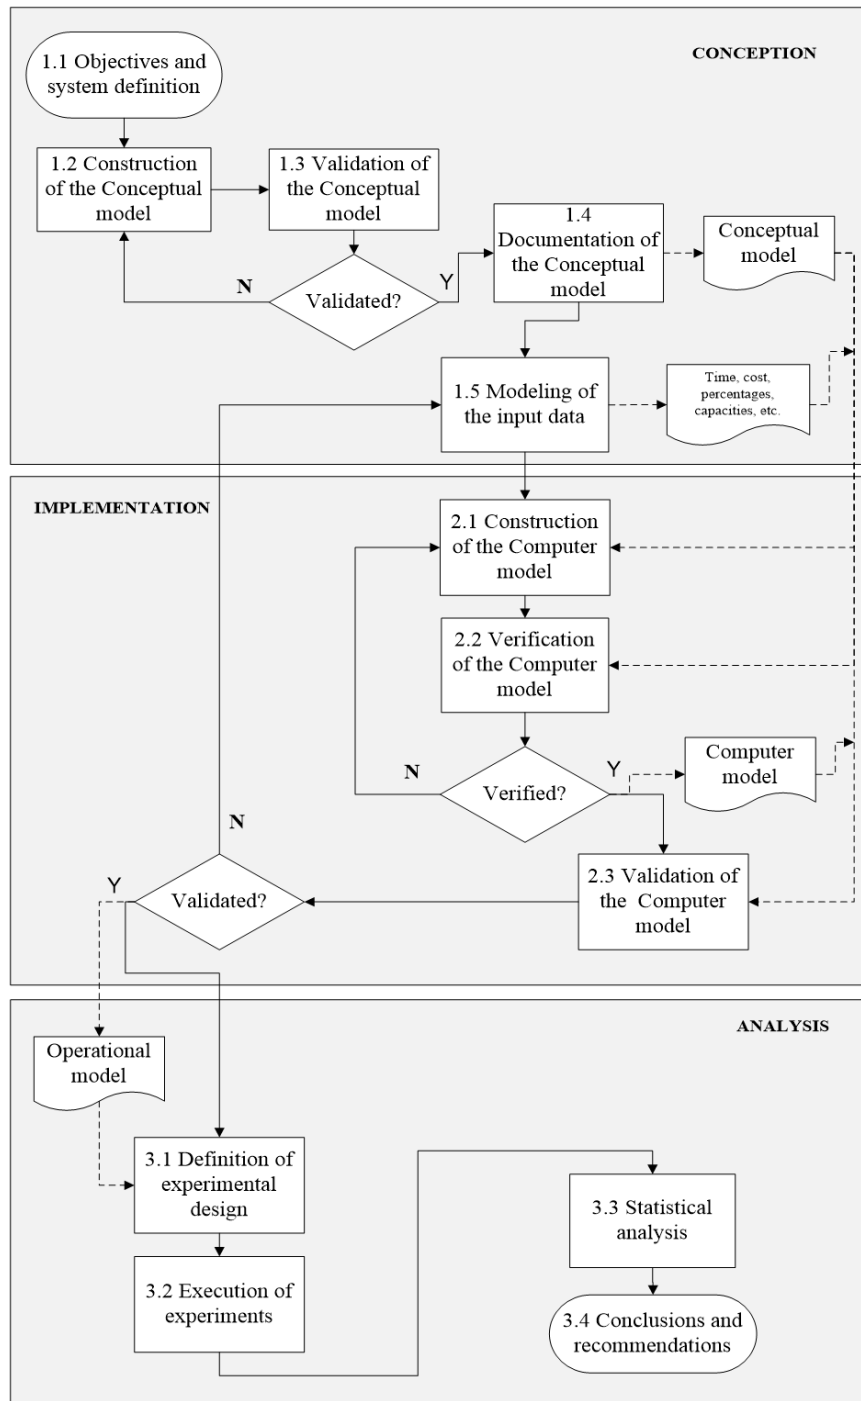 CONCEPTION
1.1 Objectives and
system definition
1.2 Construction
of the Conceptual
model
1.3 Validation of
the Conceptual
model
1.4
Documentation of
the Conceptual
model
Conceptual
model
N
Validated?
Y
1.5 Modeling of
the input data
Time, cost,
percentages,
capacities, etc.
IMPLEMENTATION
2.1 Construction
of the Computer
model
2.2 Verification
of the Computer
model
N
Verified?
Y
Computer
model
N
Y
Validated?
2.3 Validation of
the Computer
model
ANALYSIS
Operational
model
3.1 Definition of
experimental
design
3.2 Execution of
experiments
3.3 Statistical
analysis
3.4 Conclusions and
recommendations